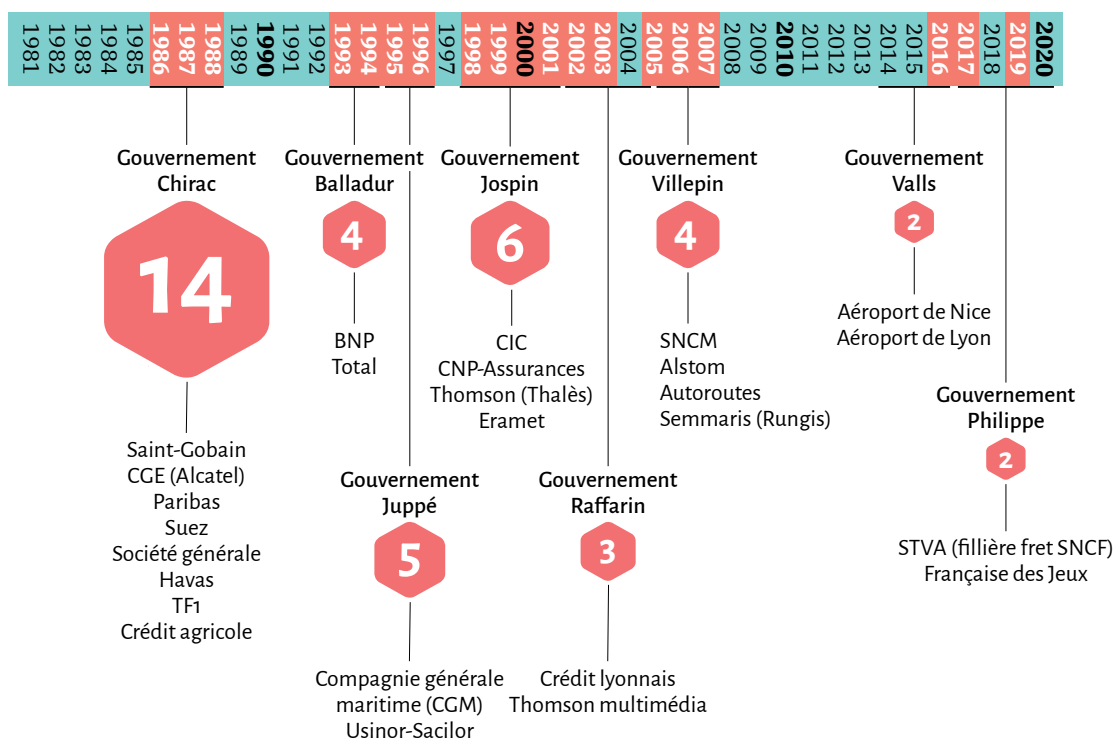 1981
1982
1983
1984
1985
1986
1987
1988
1989
1990
1991
1992
1993
1994
1995
1996
1997
1998
1999
2000
2001
2002
2003
2004
2005
2006
2007
2008
2009
2010
2011
2012
2013
2014
2015
2016
2017
2018
2019
2020
Gouvernement
Chirac
14
Saint-Gobain
CGE (Alcatel)
Paribas
Suez
Société générale
Havas
TF1
Crédit agricole
Gouvernement
Balladur
4
BNP
Total
Gouvernement
Juppé
5
Compagnie générale
maritime (CGM)
Usinor-Sacilor
Gouvernement
Jospin
6
CIC
CNP-Assurances
Thomson (Thalès)
Eramet
Gouvernement
Raffarin
3
Crédit lyonnais
Thomson multimédia
Gouvernement
Villepin
4
SNCM
Alstom
Autoroutes
Semmaris (Rungis)
Gouvernement
Valls
2
Aéroport de Nice
Aéroport de Lyon
Gouvernement
Philippe
2
STVA (fillière fret SNCF)
Française des Jeux